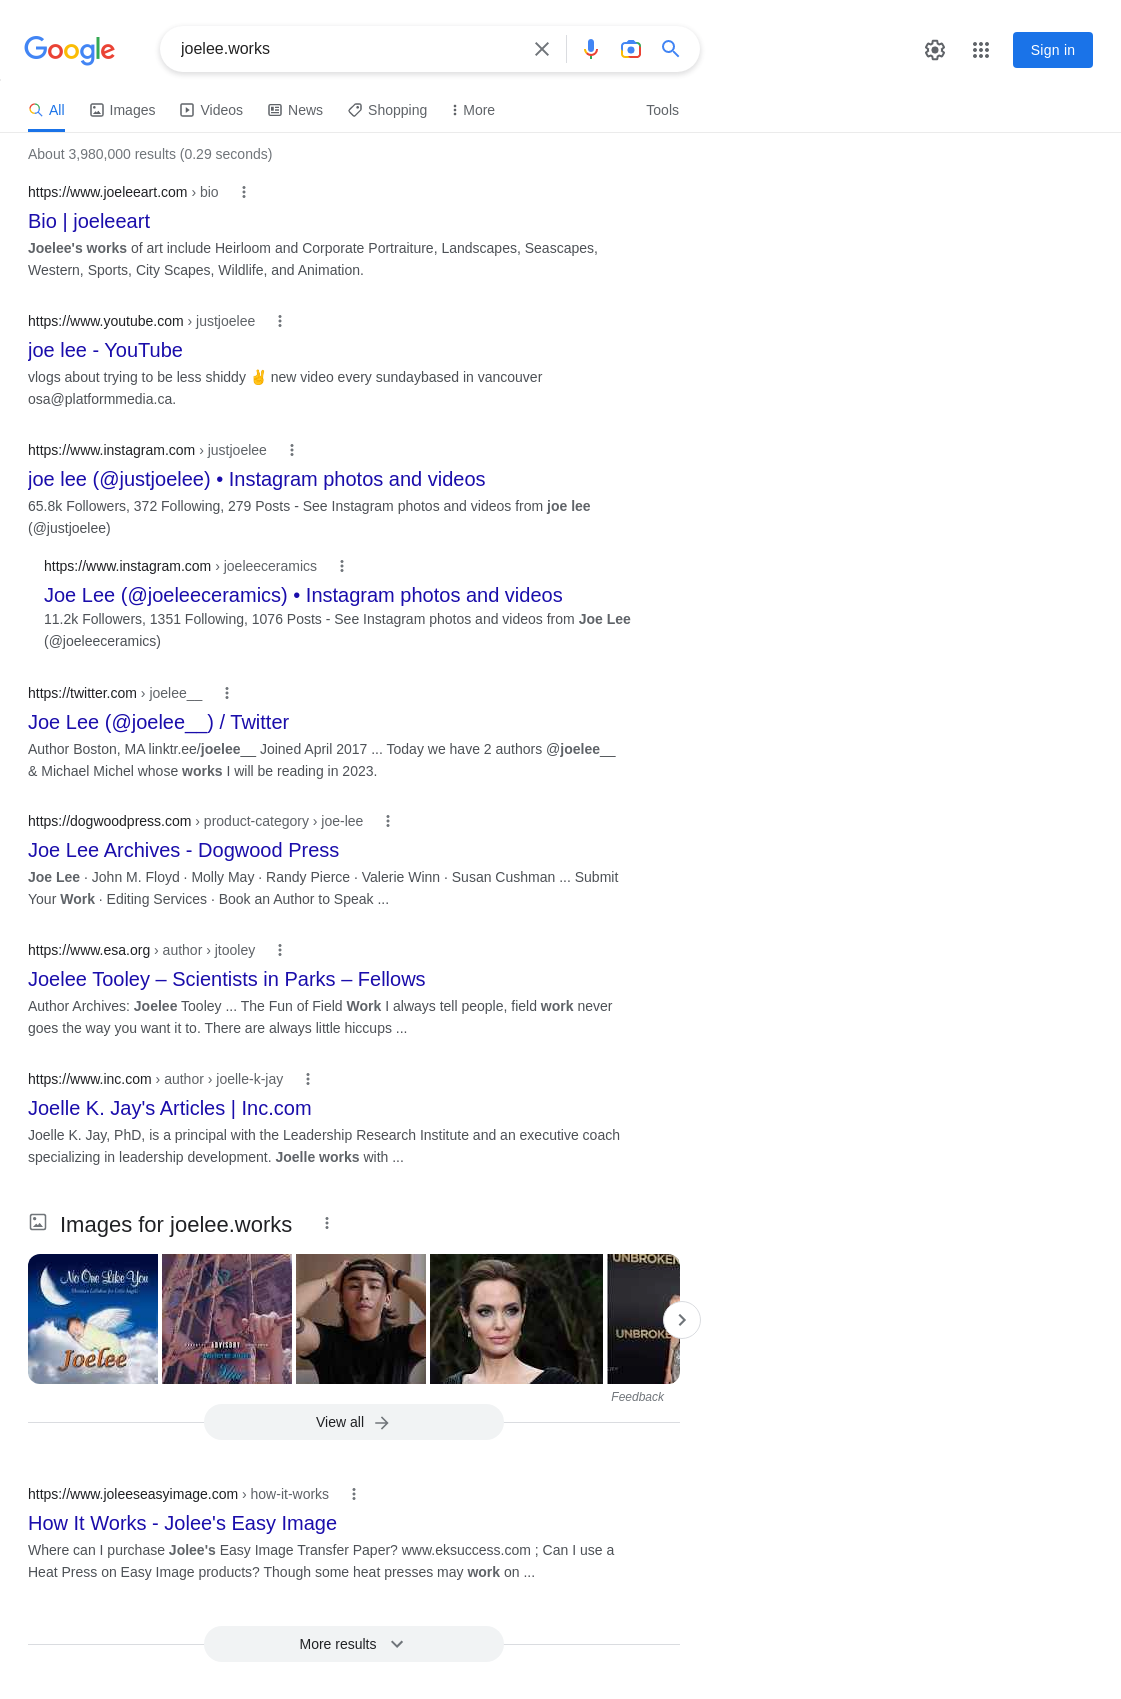 Google
joelee.works
Sign in
All
Images
Videos
News
Shopping
More
Tools
About 3,980,000 results (0.29 seconds)
https://www.joeleeart.com › bio
Bio | joeleeart
Joelee's works of art include Heirloom and Corporate Portraiture, Landscapes, Seascapes,
Western, Sports, City Scapes, Wildlife, and Animation.
https://www.youtube.com › justjoelee
joe lee - YouTube
vlogs about trying to be less shiddy ✌ new video every sundaybased in vancouver
osa@platformmedia.ca.
https://www.instagram.com › justjoelee
joe lee (@justjoelee) • Instagram photos and videos
65.8k Followers, 372 Following, 279 Posts - See Instagram photos and videos from joe lee
(@justjoelee)
https://www.instagram.com › joeleeceramics
Joe Lee (@joeleeceramics) • Instagram photos and videos
11.2k Followers, 1351 Following, 1076 Posts - See Instagram photos and videos from Joe Lee
(@joeleeceramics)
https://twitter.com › joelee__
Joe Lee (@joelee__) / Twitter
Author Boston, MA linktr.ee/joelee__ Joined April 2017 ... Today we have 2 authors @joelee__
& Michael Michel whose works I will be reading in 2023.
https://dogwoodpress.com › product-category › joe-lee
Joe Lee Archives - Dogwood Press
Joe Lee · John M. Floyd · Molly May · Randy Pierce · Valerie Winn · Susan Cushman ... Submit
Your Work · Editing Services · Book an Author to Speak ...
https://www.esa.org › author › jtooley
Joelee Tooley – Scientists in Parks – Fellows
Author Archives: Joelee Tooley ... The Fun of Field Work I always tell people, field work never
goes the way you want it to. There are always little hiccups ...
https://www.inc.com › author › joelle-k-jay
Joelle K. Jay's Articles | Inc.com
Joelle K. Jay, PhD, is a principal with the Leadership Research Institute and an executive coach
specializing in leadership development. Joelle works with ...
Images for joelee.works
No One Like You
Joelee
ADVISORY
UNBROKEN
UNBROKE
Feedback
View all
https://www.joleeseasyimage.com › how-it-works
How It Works - Jolee's Easy Image
Where can I purchase Jolee's Easy Image Transfer Paper? www.eksuccess.com ; Can I use a
Heat Press on Easy Image products? Though some heat presses may work on ...
More results